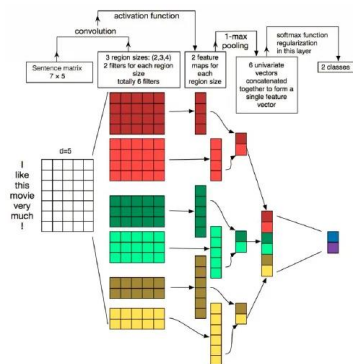 activation function
convolution
1-max
pooling
softmax function
regularization
in this layer
Sentence matrix
7 × 5
3 region sizes: (2,3,4)
2 filters for each region
size
totally 6 filters
2 feature
maps for
each region
size
6 univariate
vectors
concatenated
together to form a
single feature
vector
2 classes
d=5
I
like
this
movie
very
much
!